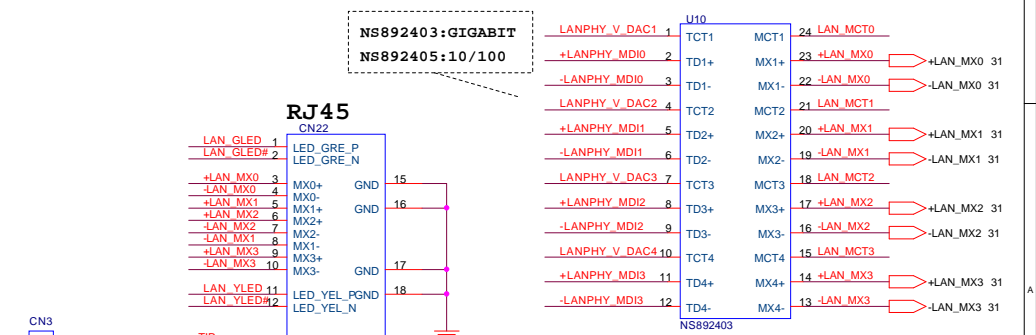 NS892403:GIGABIT
NS892405:10/100
RJ45
CN22
LAN_GLED 1 LED_GRE_P
LAN_GLED# 2 LED_GRE_N
+LAN_MX0 3 MX0+ GND 15
-LAN_MX0 4 MX0-
+LAN_MX1 5 MX1+ GND 16
+LAN_MX2 6 MX2+
-LAN_MX2 7 MX2-
-LAN_MX1 8 MX1-
+LAN_MX3 9 MX3+
-LAN_MX3 10 MX3- GND 17
LAN_YLED 11 LED_YEL_P GND 18
LAN_YLED# 12 LED_YEL_N
CN3
U10
LANPHY_V_DAC1 1 TCT1 MCT1 24 LAN_MCT0
+LANPHY_MDI0 2 TD1+ MX1+ 23 +LAN_MX0 +LAN_MX0 31
-LANPHY_MDI0 3 TD1- MX1- 22 -LAN_MX0 -LAN_MX0 31
LANPHY_V_DAC2 4 TCT2 MCT2 21 LAN_MCT1
+LANPHY_MDI1 5 TD2+ MX2+ 20 +LAN_MX1 +LAN_MX1 31
-LANPHY_MDI1 6 TD2- MX2- 19 -LAN_MX1 -LAN_MX1 31
LANPHY_V_DAC3 7 TCT3 MCT3 18 LAN_MCT2
+LANPHY_MDI2 8 TD3+ MX3+ 17 +LAN_MX2 +LAN_MX2 31
-LANPHY_MDI2 9 TD3- MX3- 16 -LAN_MX2 -LAN_MX2 31
LANPHY_V_DAC4 10 TCT4 MCT4 15 LAN_MCT3
+LANPHY_MDI3 11 TD4+ MX4+ 14 +LAN_MX3 +LAN_MX3 31
-LANPHY_MDI3 12 TD4- MX4- 13 -LAN_MX3 -LAN_MX3 31
NS892403
A